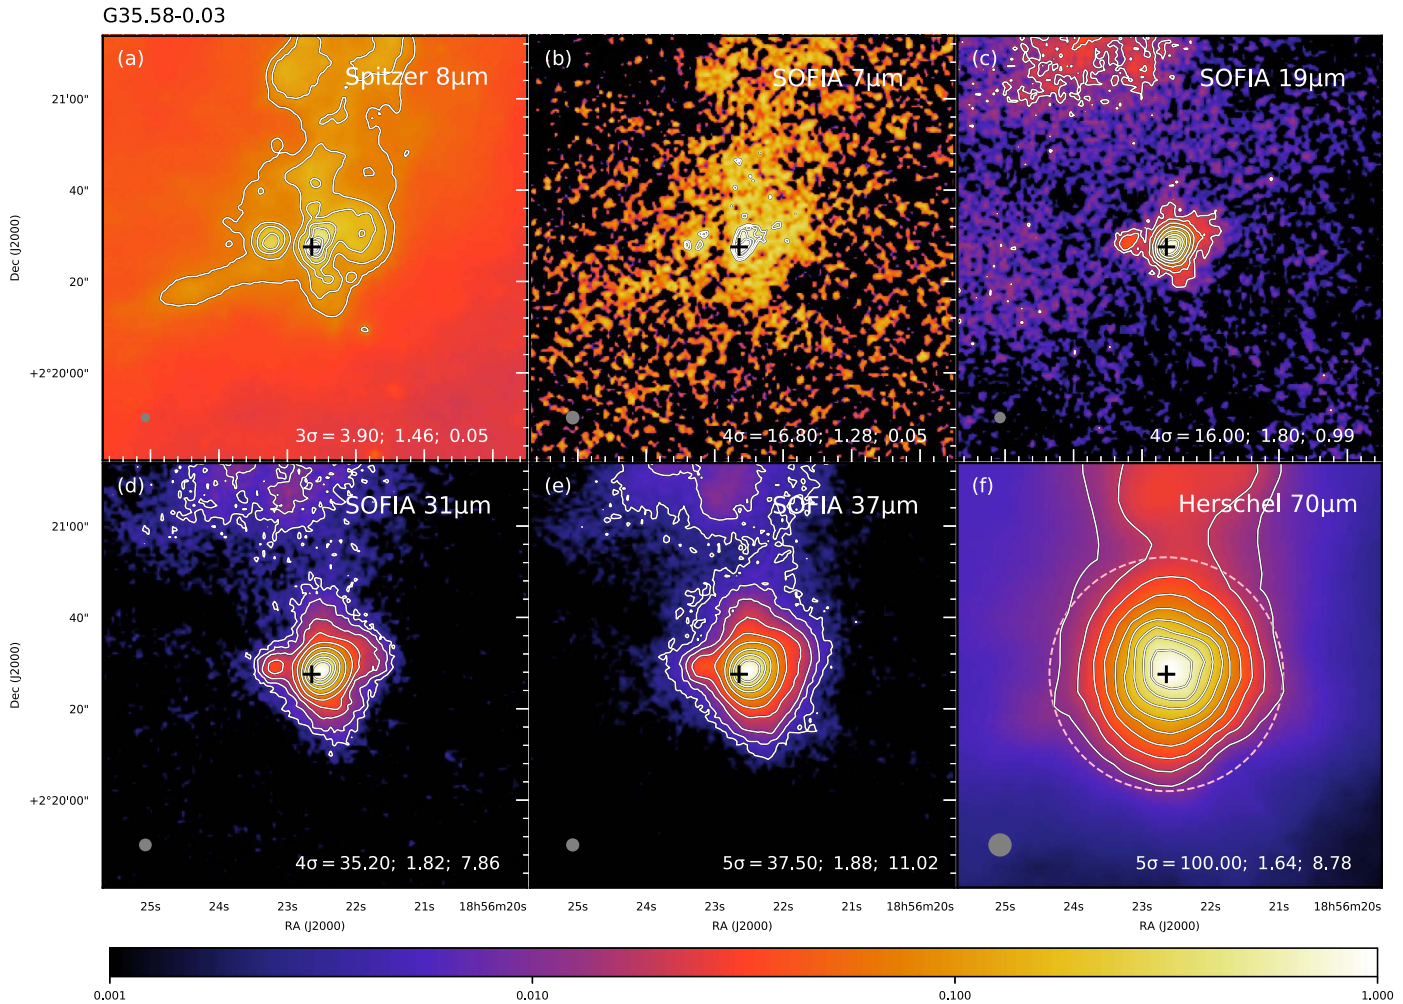 G35.58-0.03
(a)
Spitzer 8μm
(b)
SOFIA 7μm
(c)
SOFIA 19μm
21'00"
40"
Dec (J2000)
20"
+2°20'00"
3σ = 3.90; 1.46; 0.05
4σ = 16.80; 1.28; 0.05
4σ = 16.00; 1.80; 0.99
(d)
SOFIA 31μm
(e)
SOFIA 37μm
(f)
Herschel 70μm
21'00"
40"
Dec (J2000)
20"
+2°20'00"
4σ = 35.20; 1.82; 7.86
5σ = 37.50; 1.88; 11.02
5σ = 100.00; 1.64; 8.78
25s 24s 23s 22s 21s 18h56m20s
25s 24s 23s 22s 21s 18h56m20s
25s 24s 23s 22s 21s 18h56m20s
RA (J2000)
RA (J2000)
RA (J2000)
0.001 0.010 0.100 1.000